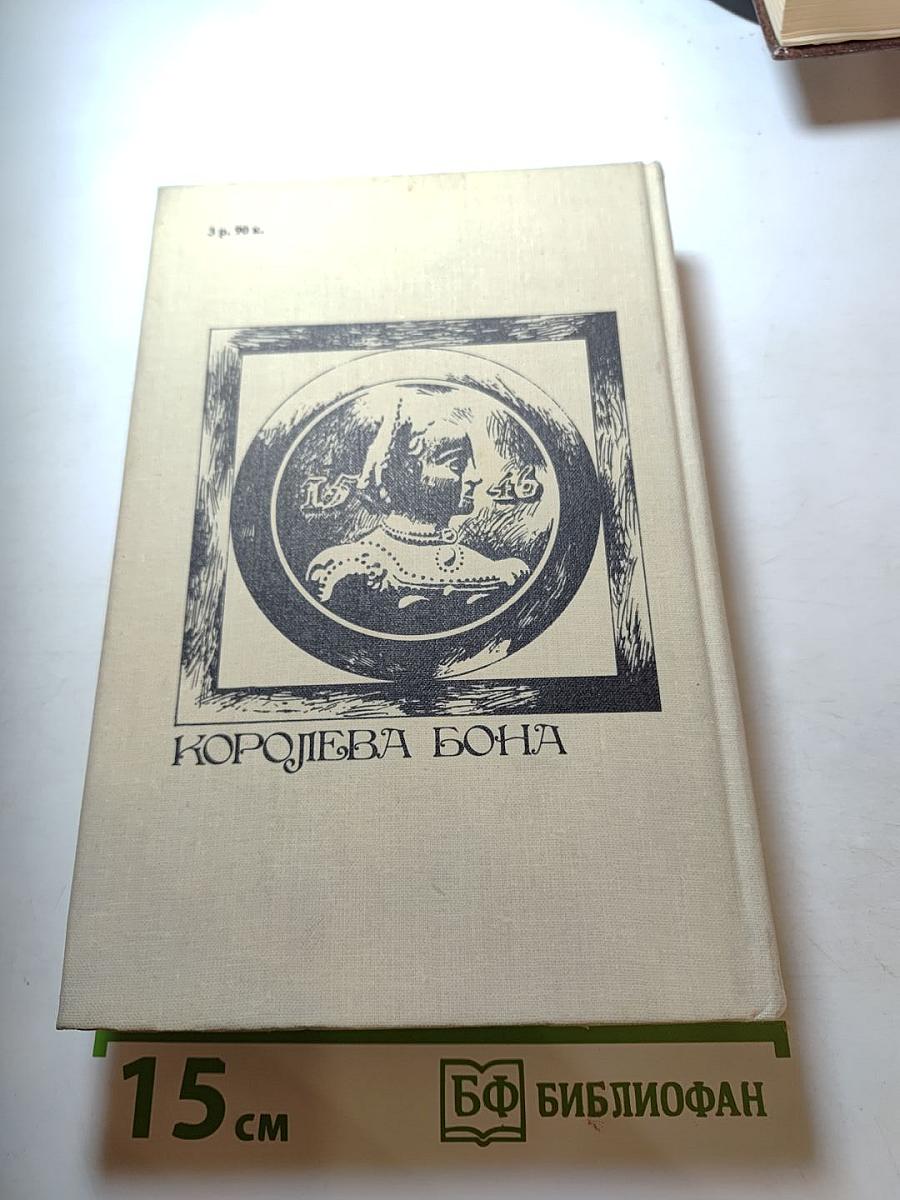 3 р. 90 к.
15 46
КОРОЛЕВА БОНА
15 см
БФ БИБЛИОФАН